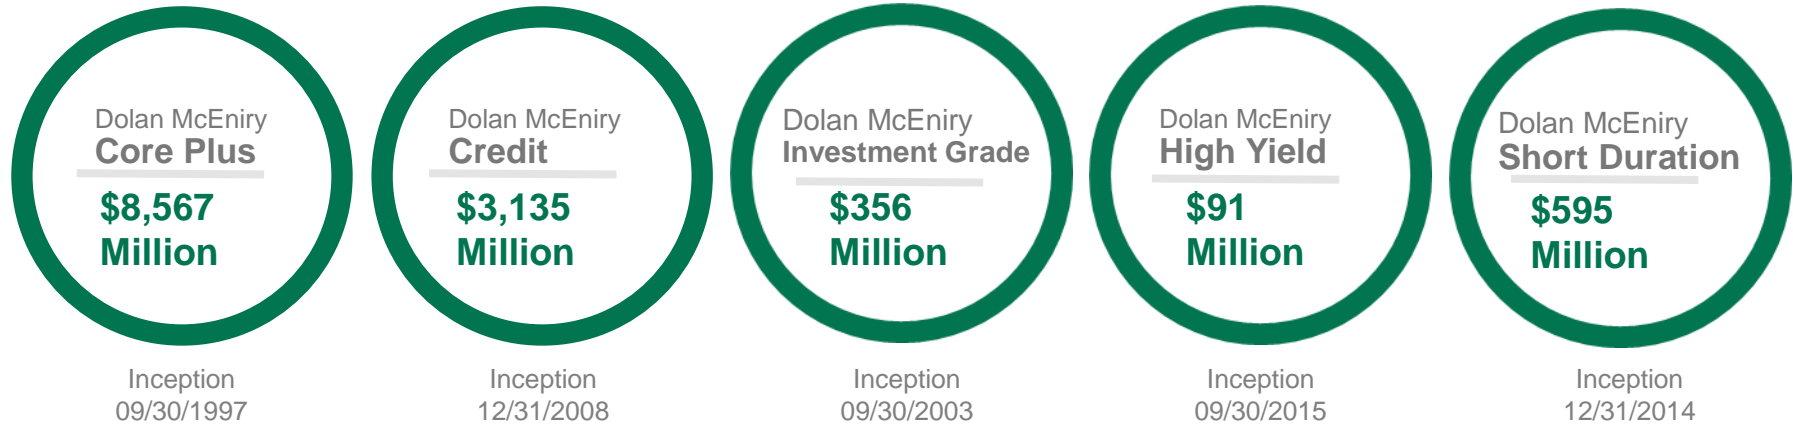 Dolan McEniry
Core Plus
$8,567
Million
Inception
09/30/1997
Dolan McEniry
Credit
$3,135
Million
Inception
12/31/2008
Dolan McEniry
Investment Grade
$356
Million
Inception
09/30/2003
Dolan McEniry
High Yield
$91
Million
Inception
09/30/2015
Dolan McEniry
Short Duration
$595
Million
Inception
12/31/2014